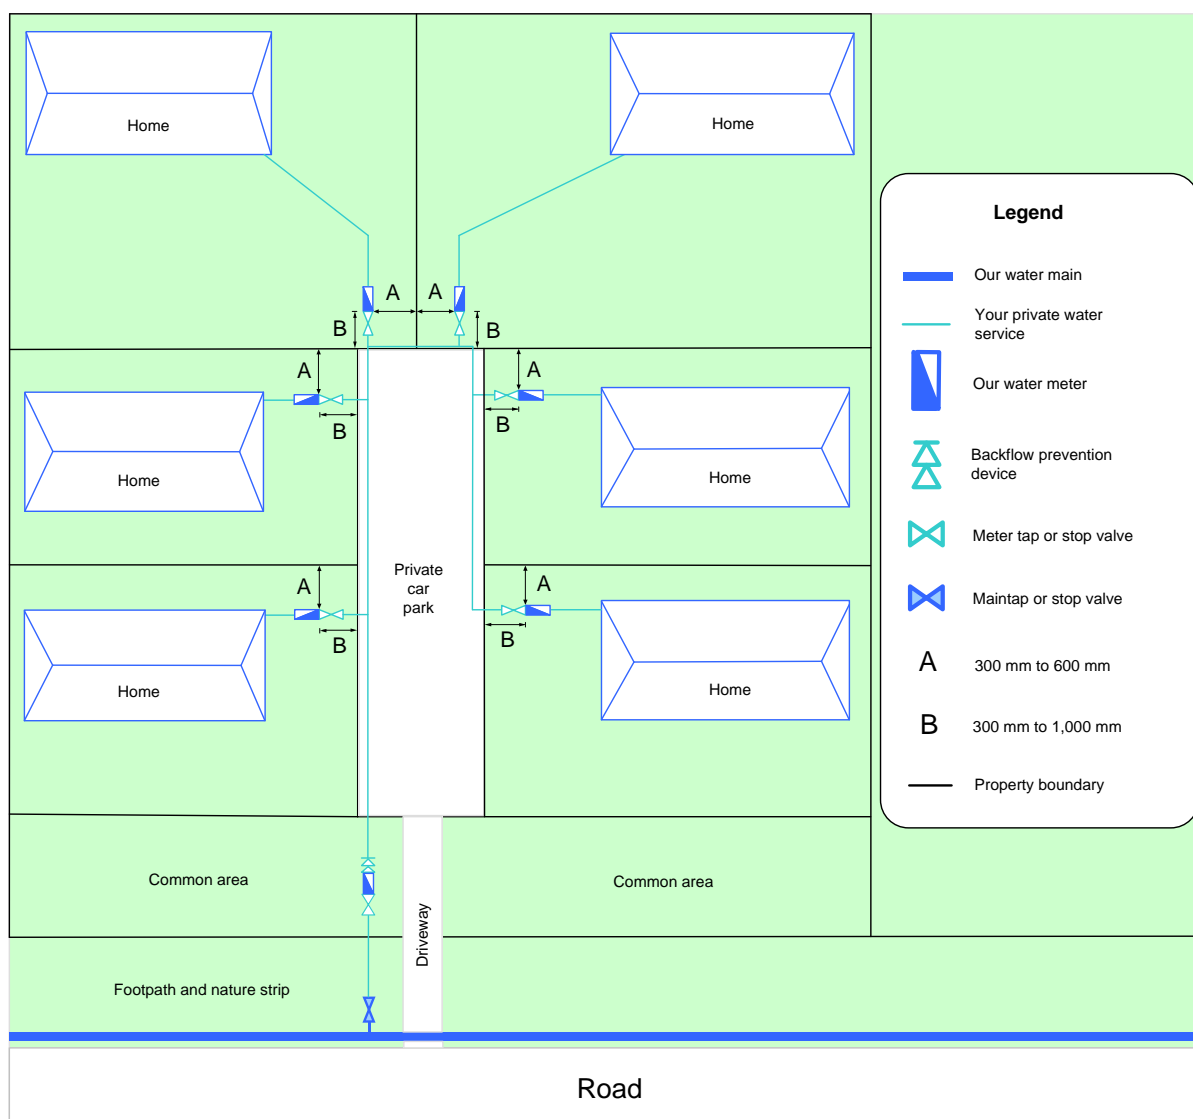 Home
Home
A
A
B
B
A
A
B
B
Home
Home
A
A
B
B
Home
Home
Private
car
park
Common area
Common area
Driveway
Footpath and nature strip
Road
Legend
Our water main
Your private water
service
Our water meter
Backflow prevention
device
Meter tap or stop valve
Maintap or stop valve
A 300 mm to 600 mm
B 300 mm to 1,000 mm
Property boundary